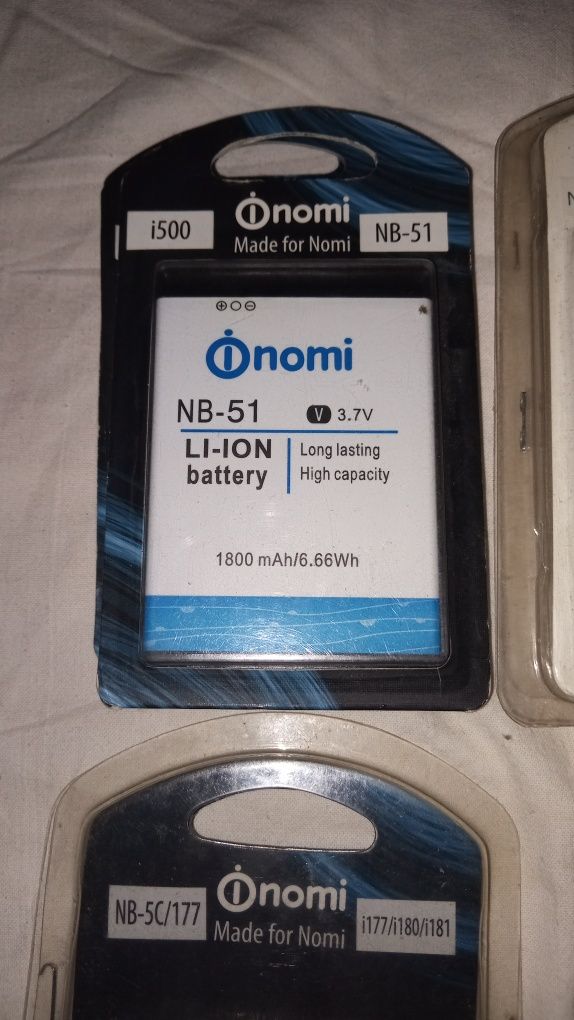 i500
nomi
Made for Nomi
NB-51
nomi
NB-51
V 3.7V
LI-ION
battery
Long lasting
High capacity
1800 mAh/6.66Wh
NB-5C/177
nomi
Made for Nomi
i177/i180/i181
N